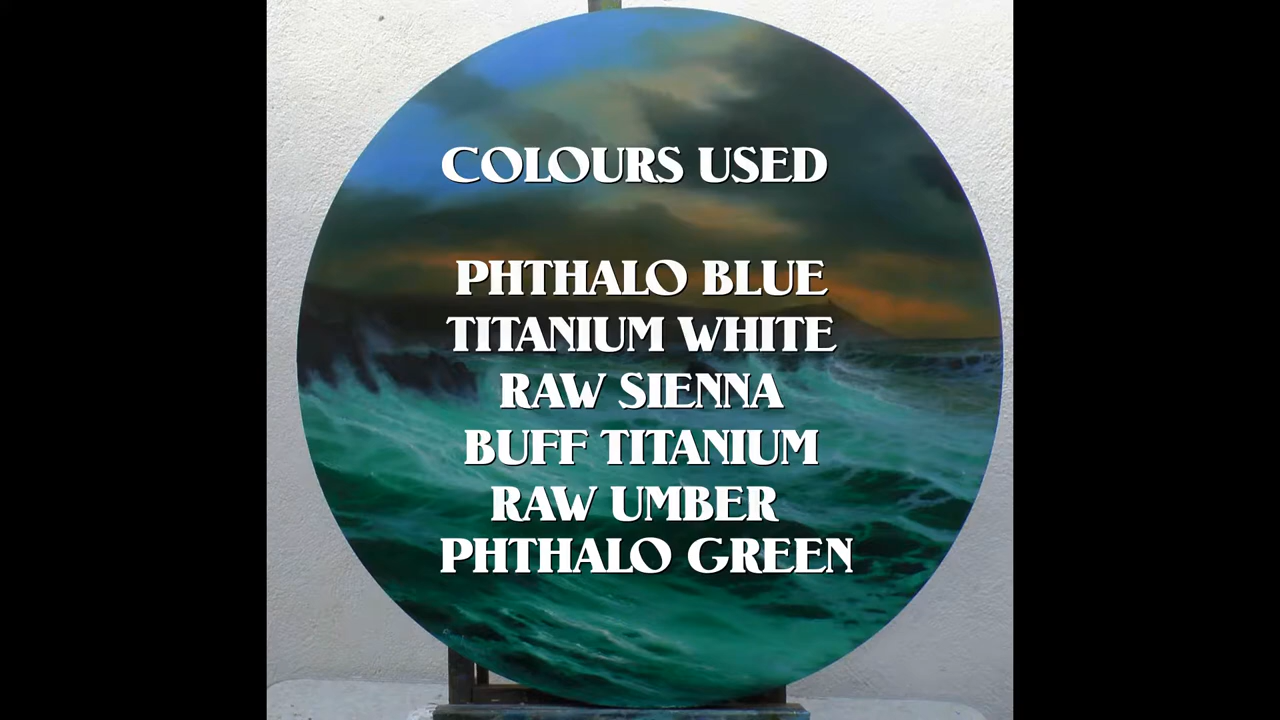 COLOURS USED
PHTHALO BLUE
TITANIUM WHITE
RAW SIENNA
BUFF TITANIUM
RAW UMBER
PHTHALO GREEN